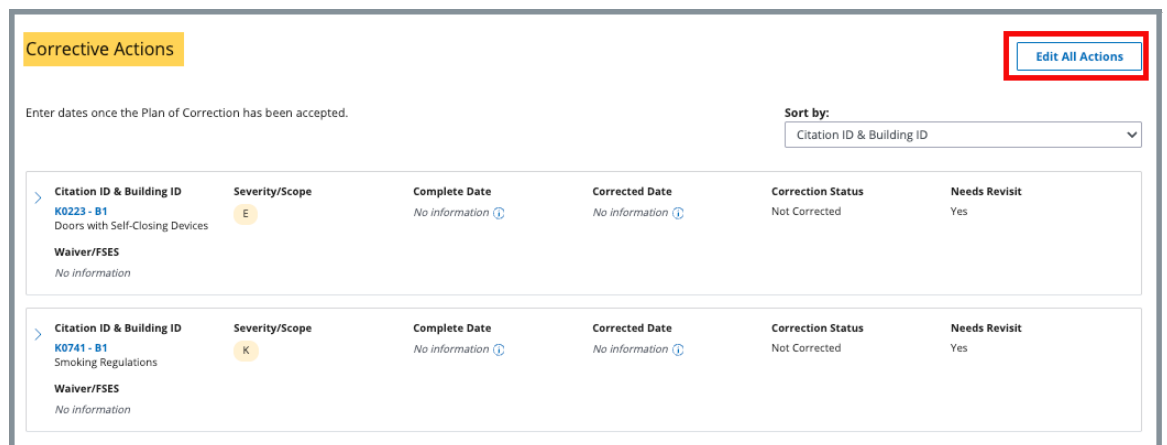 Corrective Actions
Edit All Actions
Enter dates once the Plan of Correction has been accepted.
Sort by:
Citation ID & Building ID
Citation ID & Building ID Severity/Scope Complete Date Corrected Date Correction Status Needs Revisit
K0223 - B1 E No information No information Not Corrected Yes
Doors with Self-Closing Devices
Waiver/FSES
No information
Citation ID & Building ID Severity/Scope Complete Date Corrected Date Correction Status Needs Revisit
K0741 - B1 K No information No information Not Corrected Yes
Smoking Regulations
Waiver/FSES
No information